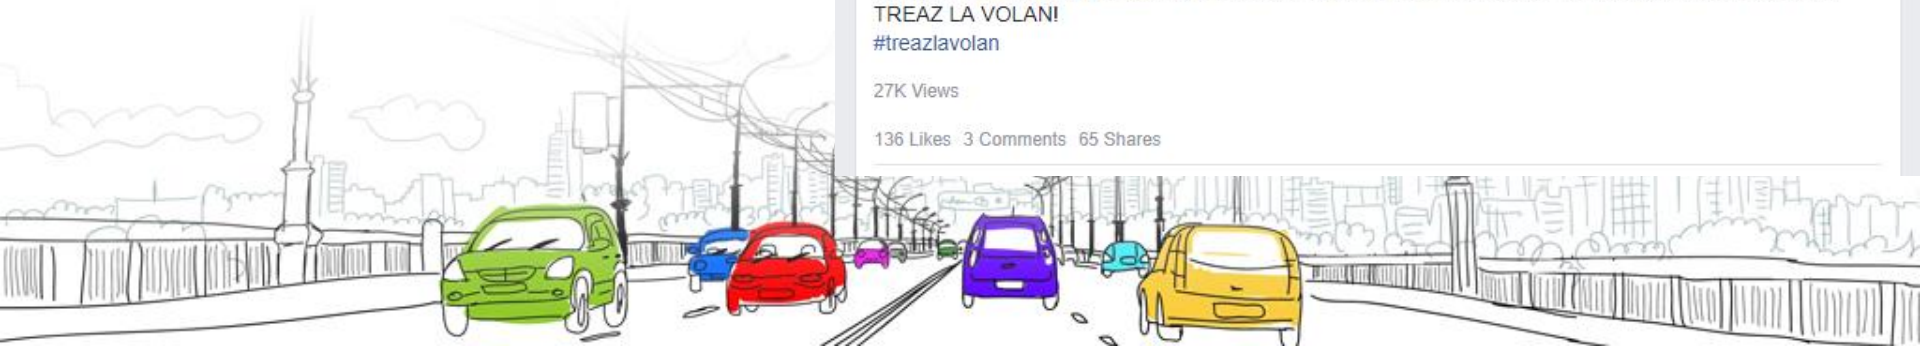 TREAZ LA VOLAN!
#treazlavolan
27K Views
136 Likes 3 Comments 65 Shares